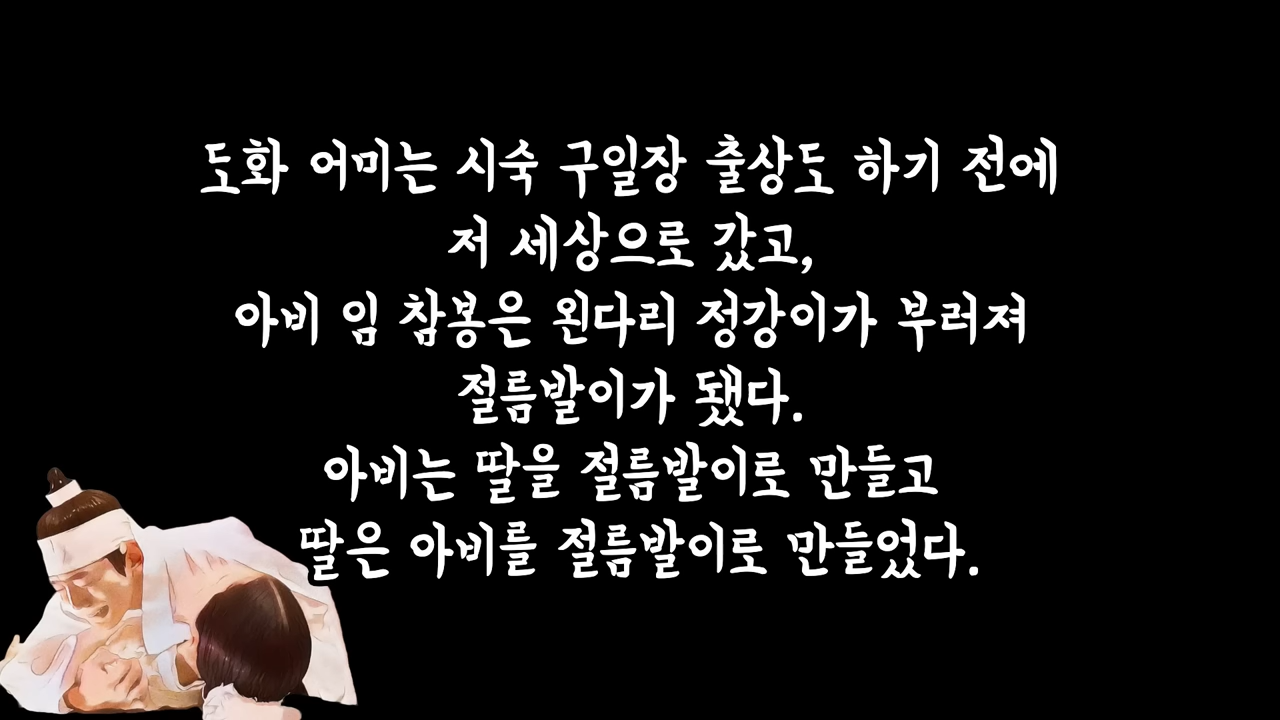 도화 어미는 시숙 구일장 출상도 하기 전에
저 세상으로 갔고,
아비 임 참봉은 왼다리 정강이가 부러져
절름발이가 됐다.
아비는 딸을 절름발이로 만들고
딸은 아비를 절름발이로 만들었다.